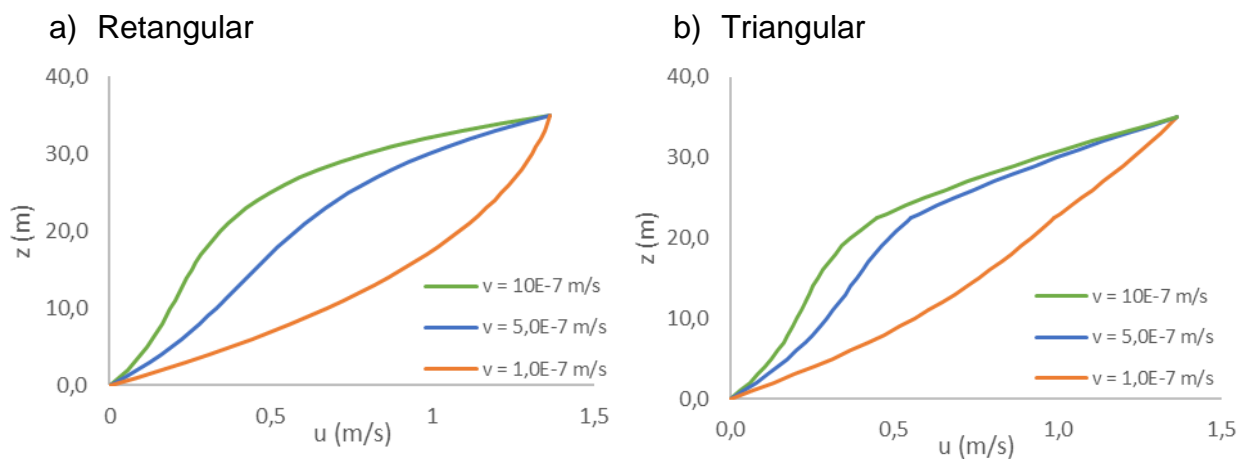 a) Retangular
40,0
30,0
20,0
10,0
0,0
z (m)
0
0,5
1
1,5
u (m/s)
v = 10E-7 m/s
v = 5,0E-7 m/s
v = 1,0E-7 m/s
b) Triangular
40,0
30,0
20,0
10,0
0,0
z (m)
0,0
0,5
1,0
1,5
u (m/s)
v = 10E-7 m/s
v = 5,0E-7 m/s
v = 1,0E-7 m/s